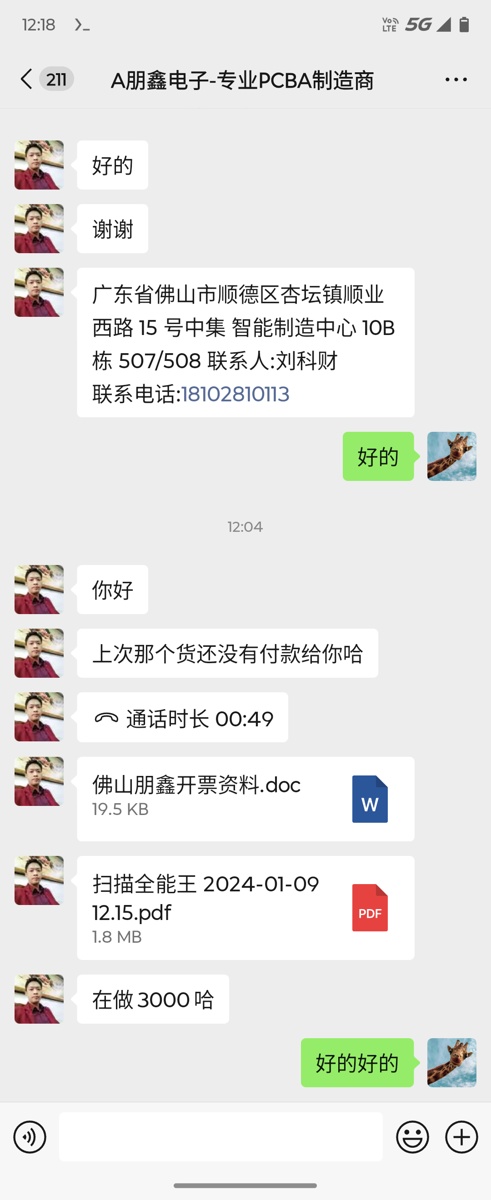 12:18
Vo LTE 5G
211
A朋鑫电子-专业PCBA制造商
好的
谢谢
广东省佛山市顺德区杏坛镇顺业
西路 15 号中集 智能制造中心 10B
栋 507/508 联系人:刘科财
联系电话:18102810113
好的
12:04
你好
上次那个货还没有付款给你哈
通话时长 00:49
佛山朋鑫开票资料.doc
19.5 KB
W
扫描全能王 2024-01-09
12.15.pdf
1.8 MB
PDF
在做 3000 哈
好的好的